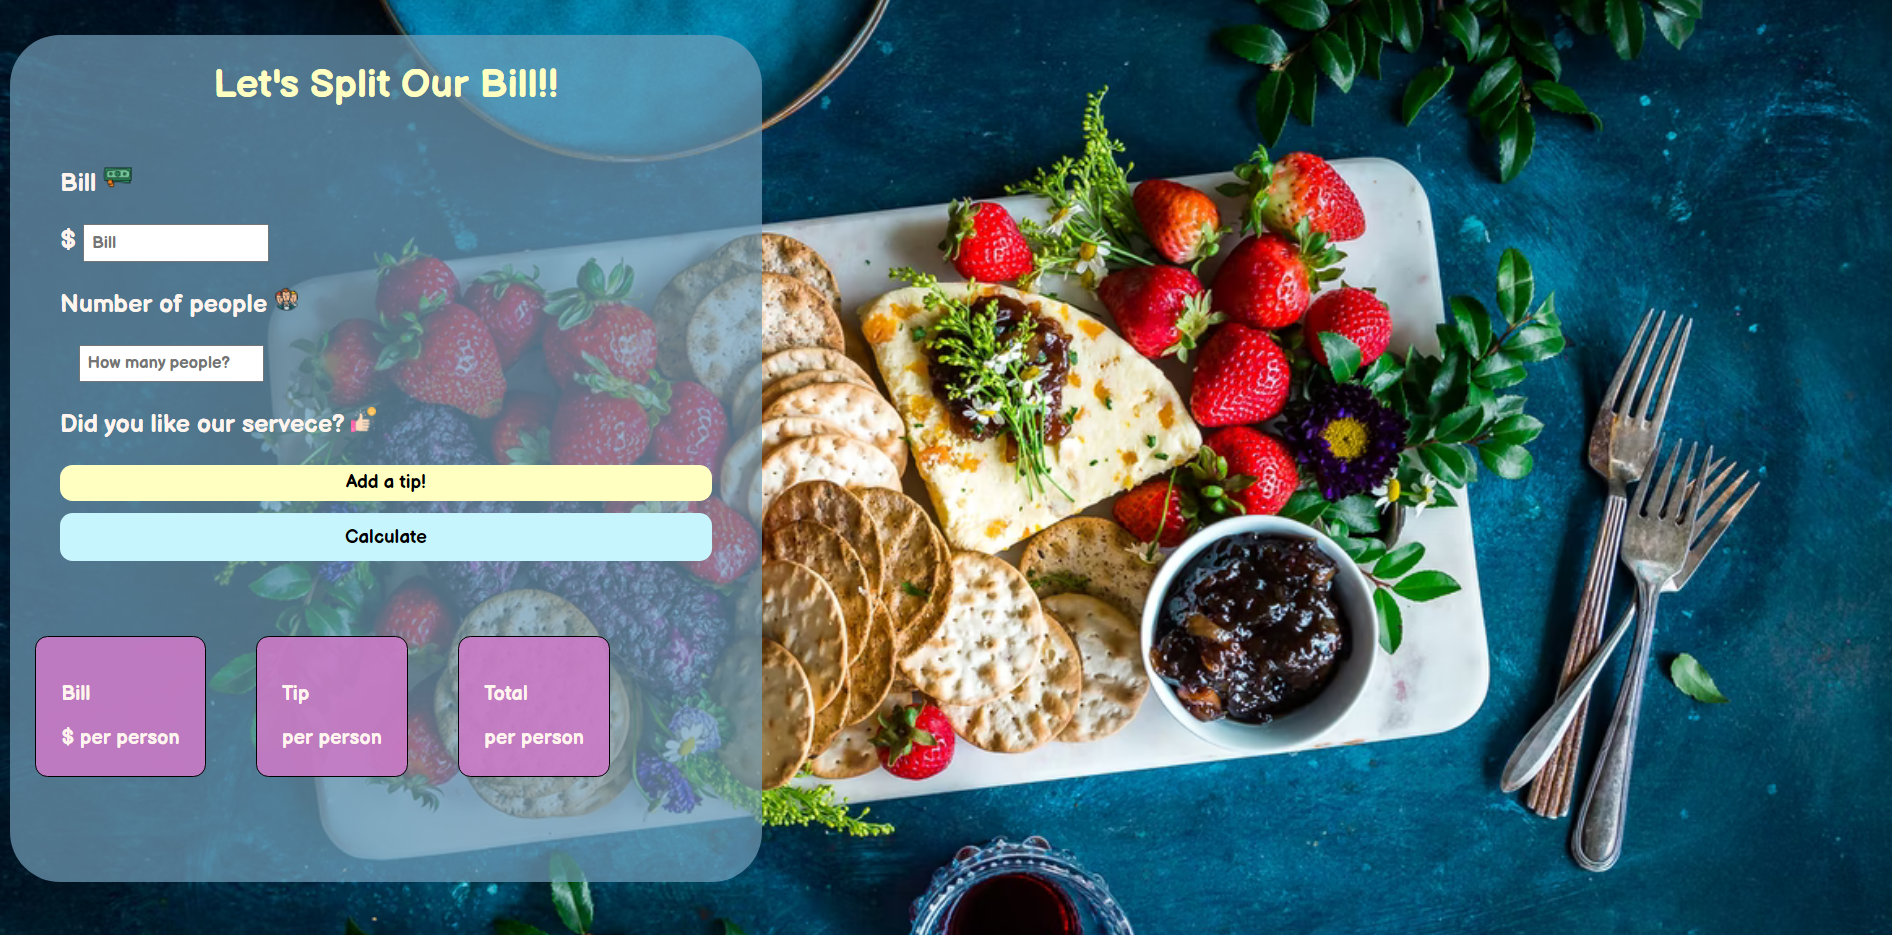 Let's Split Our Bill!!
Bill
$ Bill
Number of people
How many people?
Did you like our servece?
Add a tip!
Calculate
Bill
$ per person
Tip
per person
Total
per person